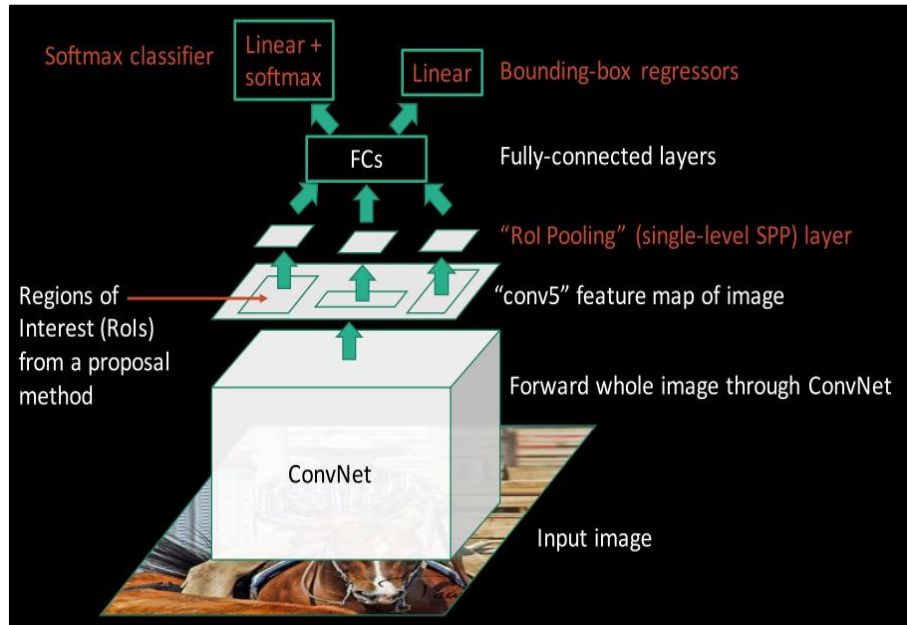 Softmax classifier
Linear +
softmax
Linear
Bounding-box regressors
FCs
Fully-connected layers
“RoI Pooling” (single-level SPP) layer
Regions of
Interest (RoIs)
from a proposal
method
“conv5” feature map of image
Forward whole image through ConvNet
ConvNet
Input image